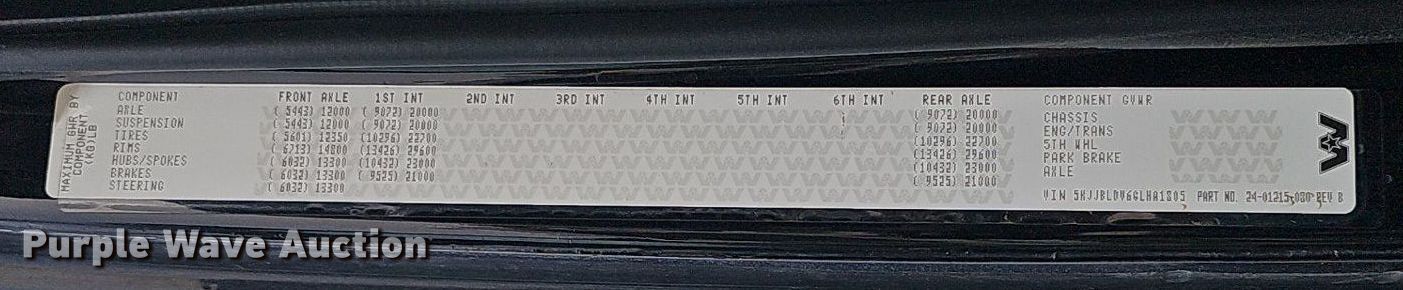 MAXIMUM GWR BY
COMPONENT
(KG)LB
COMPONENT FRONT AXLE 1ST INT 2ND INT 3RD INT 4TH INT 5TH INT 6TH INT REAR AXLE COMPONENT GVWR
AXLE ( 5443) 12000 ( 9072) 20000 ( 9072) 20000 CHASSIS
SUSPENSION ( 5443) 12000 ( 9072) 20000 ( 9072) 20000 ENG/TRANS
TIRES ( 5601) 12350 (10296) 22700 (10296) 22700 5TH WHL
RIMS ( 6713) 14800 (13426) 29600 (13426) 29600 PARK BRAKE
HUBS/SPOKES ( 6032) 13300 (10432) 23000 (10432) 23000 AXLE
BRAKES ( 6032) 13300 ( 9525) 21000 ( 9525) 21000
STEERING ( 6032) 13300
VIN 5KJJBLDV6GLHA1805 PART NO. 24-01215-080 REV B
Purple Wave Auction